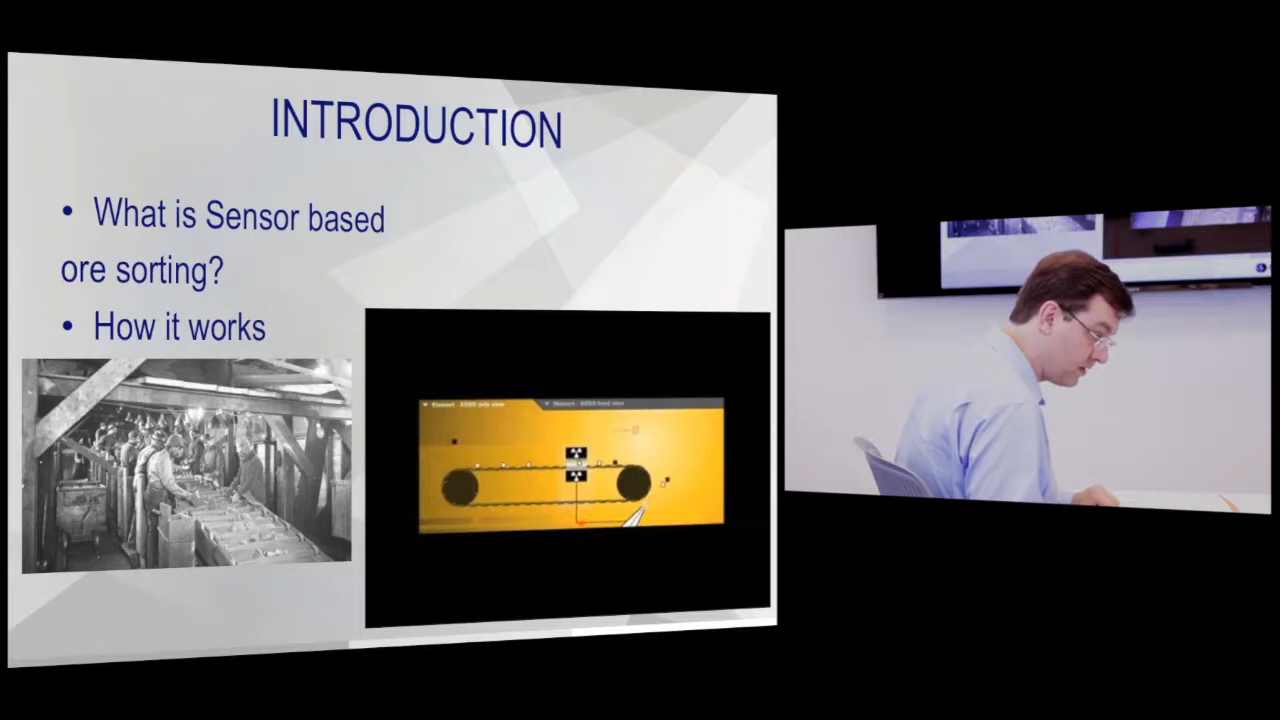 INTRODUCTION
• What is Sensor based
ore sorting?
• How it works